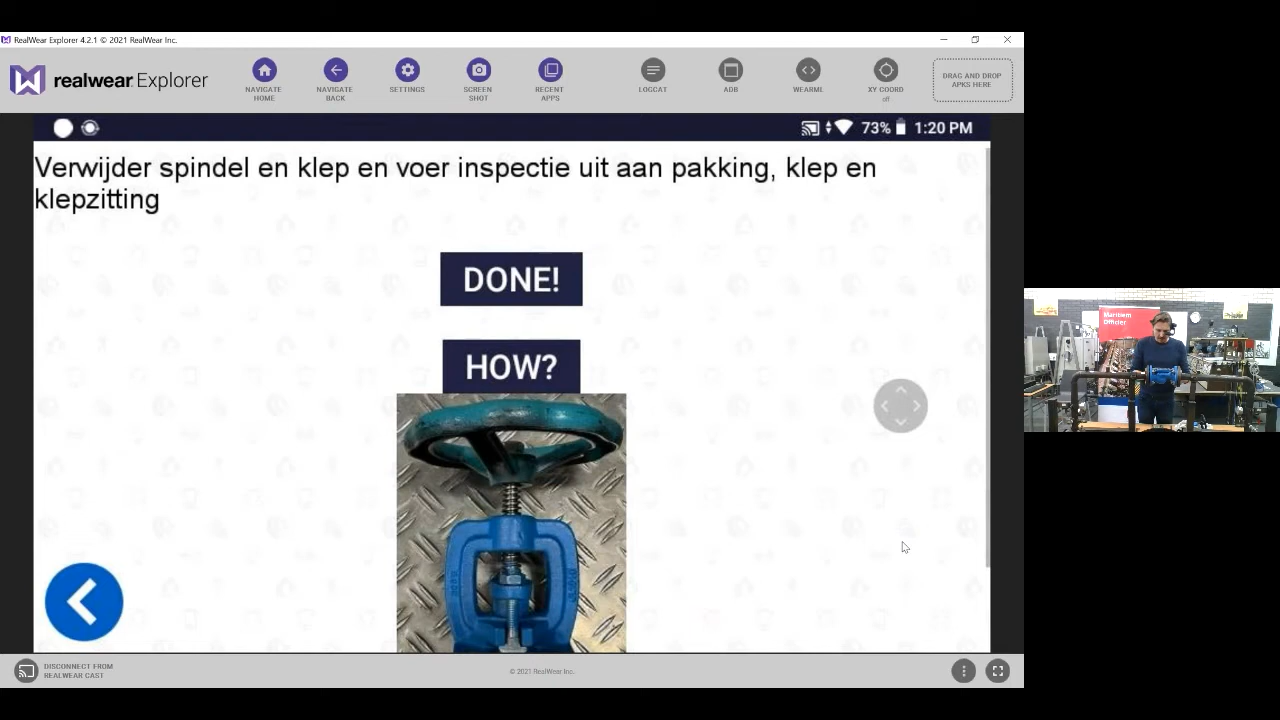 RealWear Explorer 4.2.1 © 2021 RealWear Inc.
realwear Explorer
NAVIGATE
HOME
NAVIGATE
BACK
SETTINGS
SCREEN
SHOT
RECENT
APPS
LOGCAT
ADB
WEARML
XY COORD
off
DRAG AND DROP
APKS HERE
73% 1:20 PM
Verwijder spindel en klep en voer inspectie uit aan pakking, klep en
klepzitting
DONE!
HOW?
Maritiem
Officier
DISCONNECT FROM
REALWEAR CAST
© 2021 RealWear Inc.